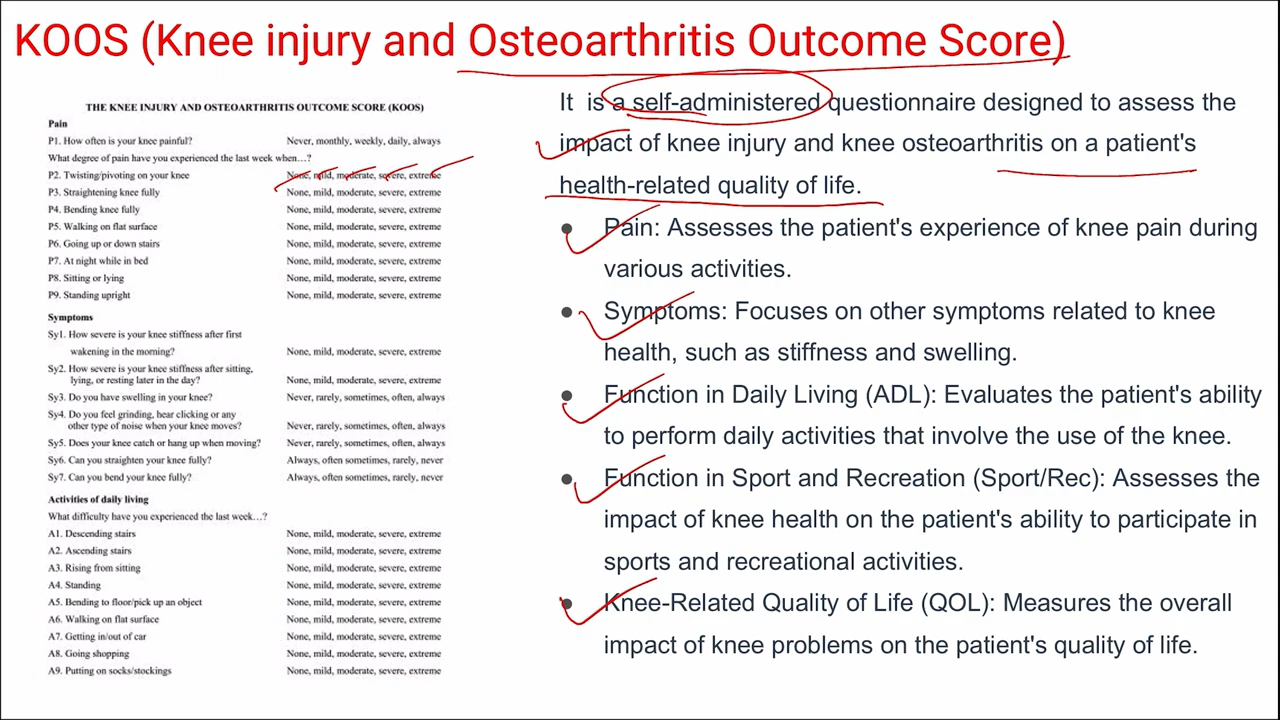 KOOS (Knee injury and Osteoarthritis Outcome Score)
THE KNEE INJURY AND OSTEOARTHRITIS OUTCOME SCORE (KOOS)
Pain
P1. How often is your knee painful? Never, monthly, weekly, daily, always
What degree of pain have you experienced the last week when...?
P2. Twisting/pivoting on your knee None, mild, moderate, severe, extreme
P3. Straightening knee fully None, mild, moderate, severe, extreme
P4. Bending knee fully None, mild, moderate, severe, extreme
P5. Walking on flat surface None, mild, moderate, severe, extreme
P6. Going up or down stairs None, mild, moderate, severe, extreme
P7. At night while in bed None, mild, moderate, severe, extreme
P8. Sitting or lying None, mild, moderate, severe, extreme
P9. Standing upright None, mild, moderate, severe, extreme
Symptoms
Sy1. How severe is your knee stiffness after first
wakening in the morning? None, mild, moderate, severe, extreme
Sy2. How severe is your knee stiffness after sitting,
lying, or resting later in the day? None, mild, moderate, severe, extreme
Sy3. Do you have swelling in your knee? Never, rarely, sometimes, often, always
Sy4. Do you feel grinding, hear clicking or any
other type of noise when your knee moves? Never, rarely, sometimes, often, always
Sy5. Does your knee catch or hang up when moving? Never, rarely, sometimes, often, always
Sy6. Can you straighten your knee fully? Always, often sometimes, rarely, never
Sy7. Can you bend your knee fully? Always, often sometimes, rarely, never
Activities of daily living
What difficulty have you experienced the last week...?
A1. Descending stairs None, mild, moderate, severe, extreme
A2. Ascending stairs None, mild, moderate, severe, extreme
A3. Rising from sitting None, mild, moderate, severe, extreme
A4. Standing None, mild, moderate, severe, extreme
A5. Bending to floor/pick up an object None, mild, moderate, severe, extreme
A6. Walking on flat surface None, mild, moderate, severe, extreme
A7. Getting in/out of car None, mild, moderate, severe, extreme
A8. Going shopping None, mild, moderate, severe, extreme
A9. Putting on socks/stockings None, mild, moderate, severe, extreme
It is a self-administered questionnaire designed to assess the
impact of knee injury and knee osteoarthritis on a patient's
health-related quality of life.
● Pain: Assesses the patient's experience of knee pain during
various activities.
● Symptoms: Focuses on other symptoms related to knee
health, such as stiffness and swelling.
● Function in Daily Living (ADL): Evaluates the patient's ability
to perform daily activities that involve the use of the knee.
● Function in Sport and Recreation (Sport/Rec): Assesses the
impact of knee health on the patient's ability to participate in
sports and recreational activities.
● Knee-Related Quality of Life (QOL): Measures the overall
impact of knee problems on the patient's quality of life.